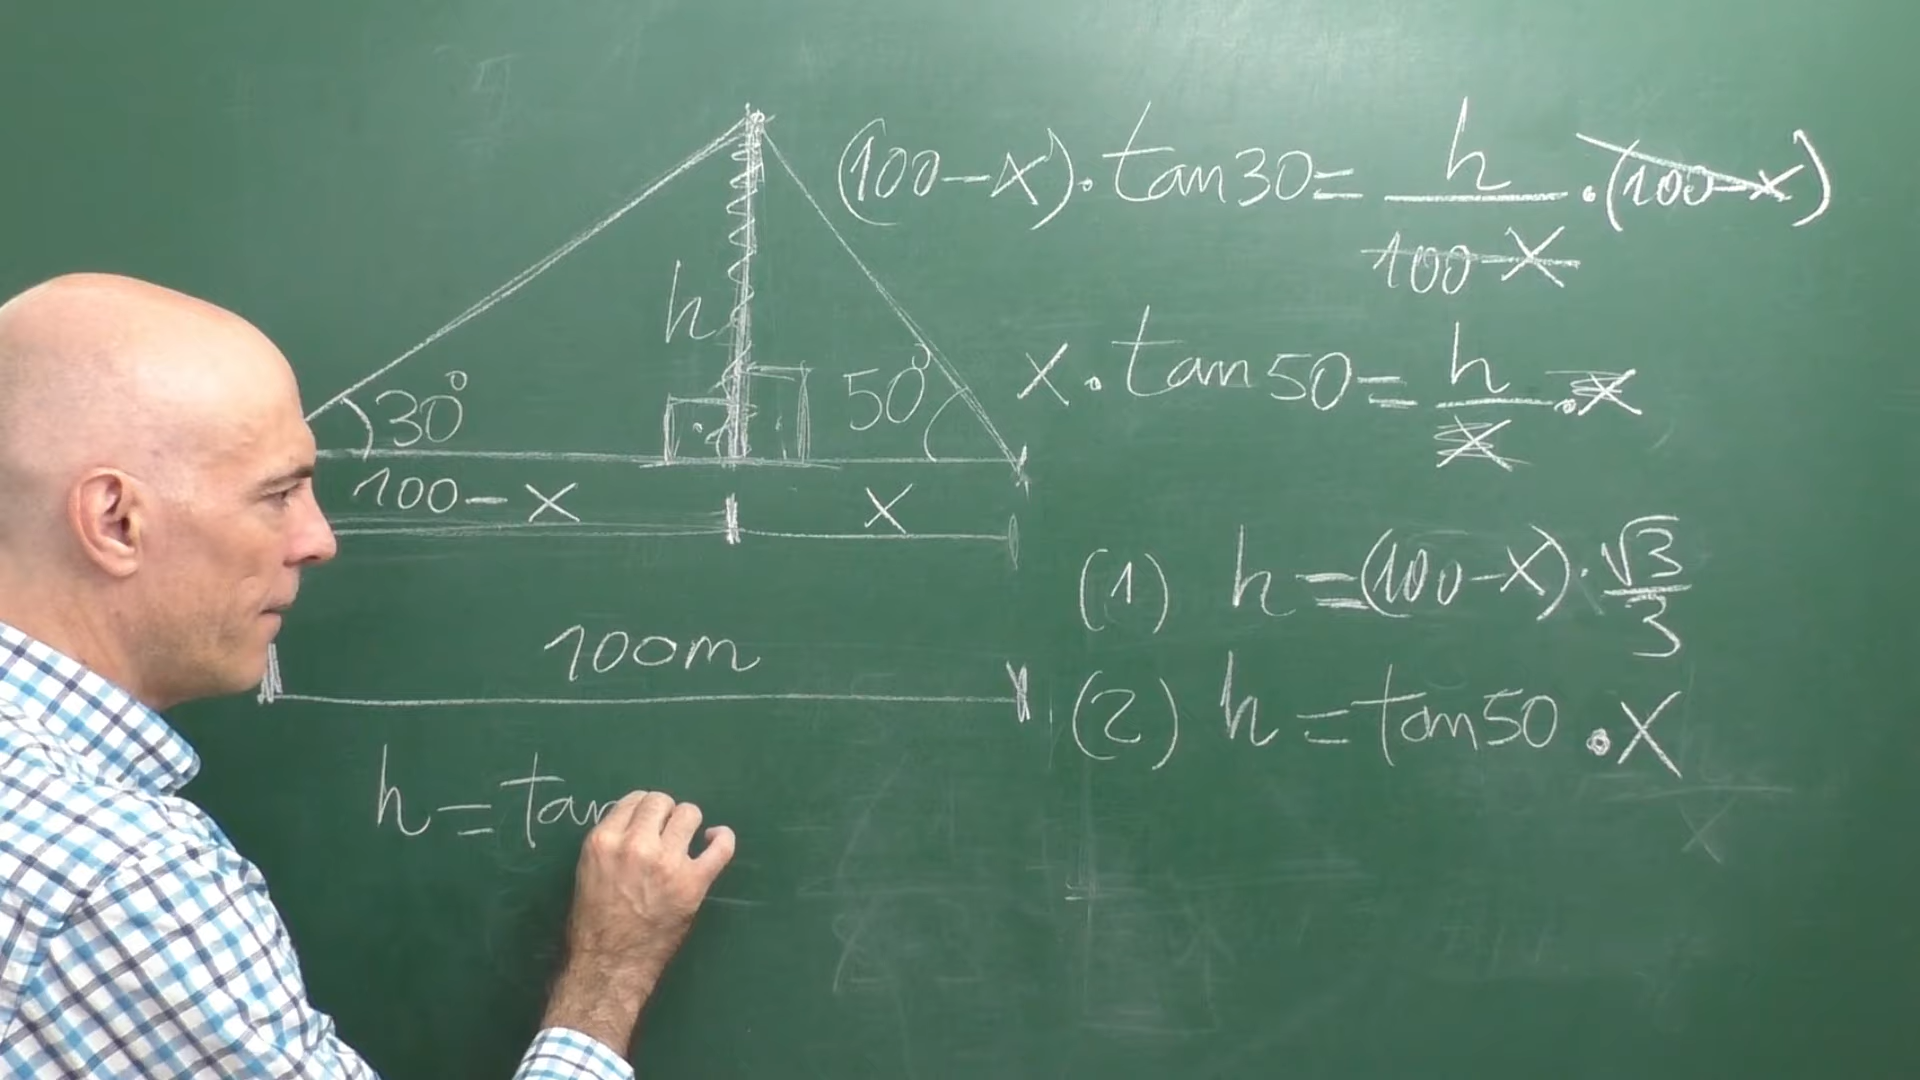 (100-x)·tan30= h/100-x ·(100-x)
h
30° 50°
x·tan50= h/x ·x
100-x x
(1) h=(100-x)·√3/3
100m
(2) h=tan50·x
h=tan